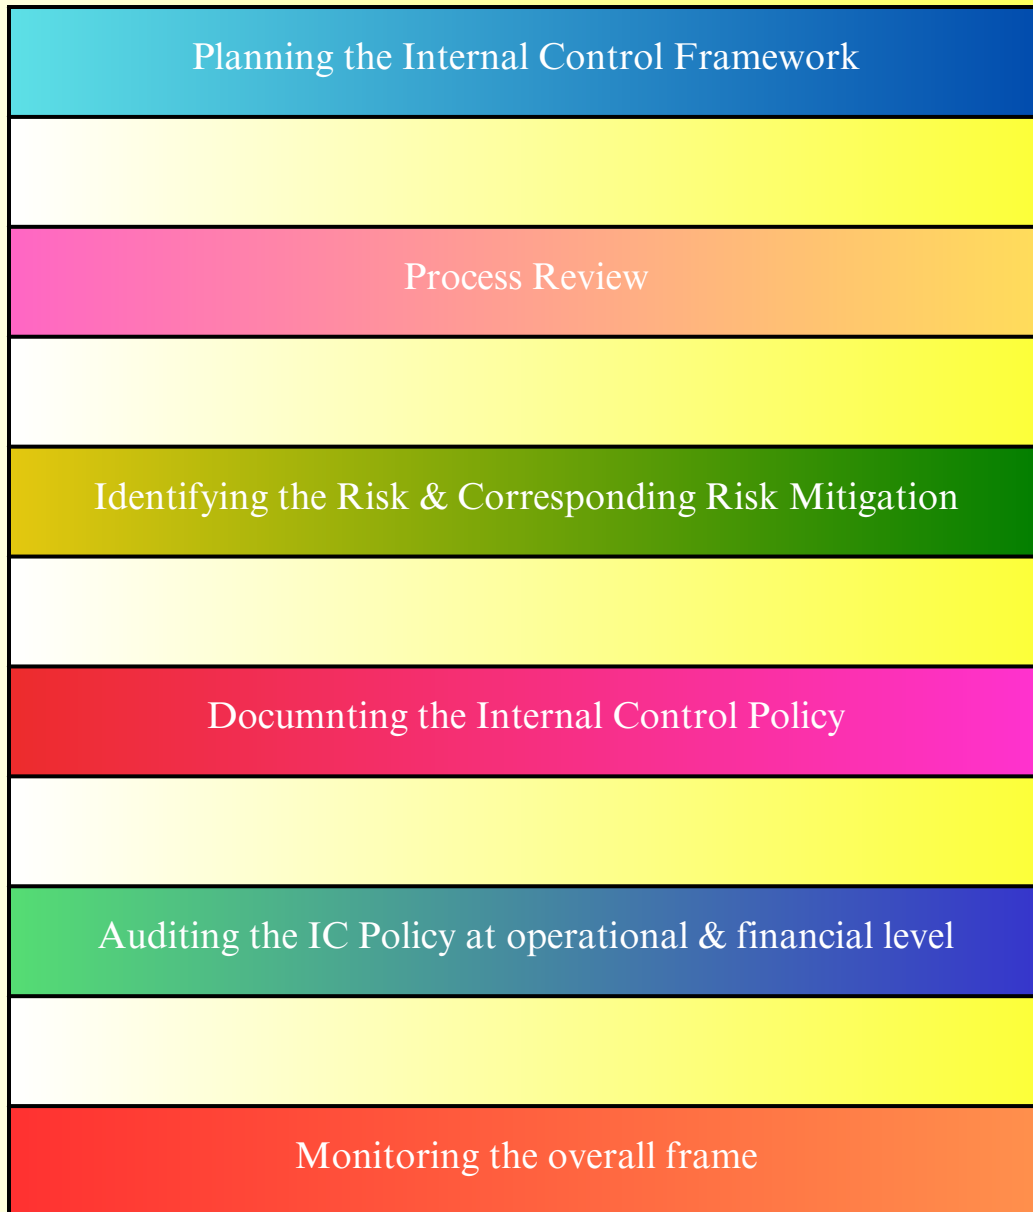 Planning the Internal Control Framework
Process Review
Identifying the Risk & Corresponding Risk Mitigation
Documnting the Internal Control Policy
Auditing the IC Policy at operational & financial level
Monitoring the overall frame